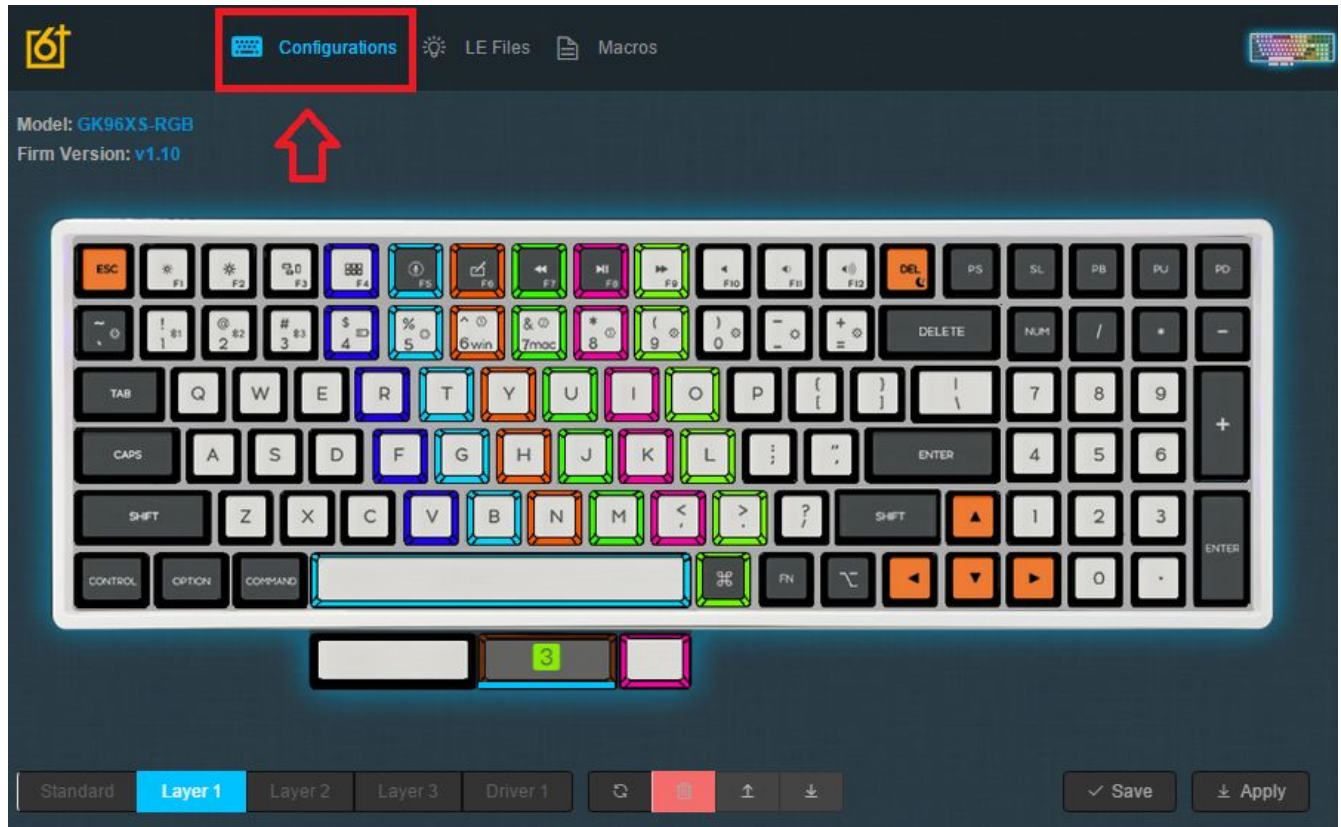 Configurations LE Files Macros
Model: GK96XS-RGB
Firm Version: v1.10
ESC F1 F2 F3 F4 F5 F6 F7 F8 F9 F10 F11 F12 DEL PS SL PB PU PD
~ ` ! 1 @ 2 # 3 $ 4 % 5 ^ 6win & 7mac * 8 ( 9 ) 0 - _ + = DELETE NUM / * -
TAB Q W E R T Y U I O P { [ } ] | \ 7 8 9 +
CAPS A S D F G H J K L : ; " , ENTER 4 5 6
SHIFT Z X C V B N M < , > . ? / SHIFT ▲ 1 2 3 ENTER
CONTROL OPTION COMMAND ⌘ FN ⌥ ◀ ▼ ▶ 0 .
3
Standard Layer 1 Layer 2 Layer 3 Driver 1 Save Apply